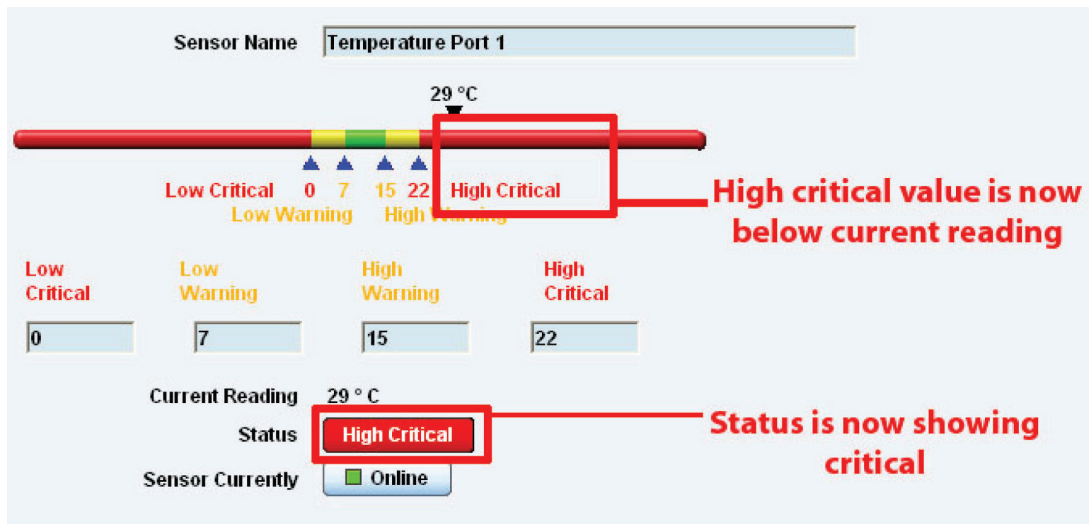 Sensor Name Temperature Port 1
29 °C
Low Critical 0 7 15 22 High Critical
Low Warning High Warning
High critical value is now
below current reading
Low Critical
Low Warning
High Warning
High Critical
0 7 15 22
Current Reading 29 ° C
Status High Critical
Status is now showing
critical
Sensor Currently Online